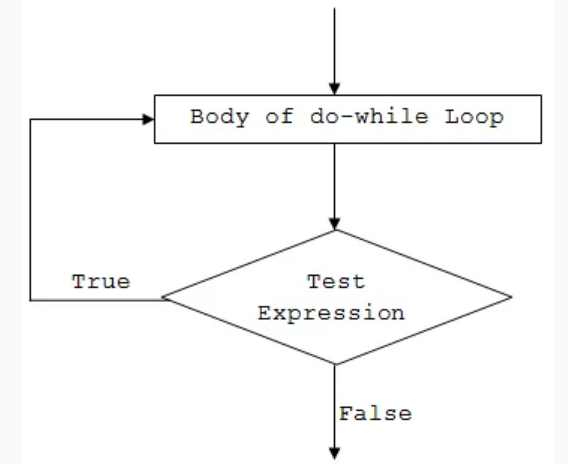 Body of do-while Loop
True
Test
Expression
False